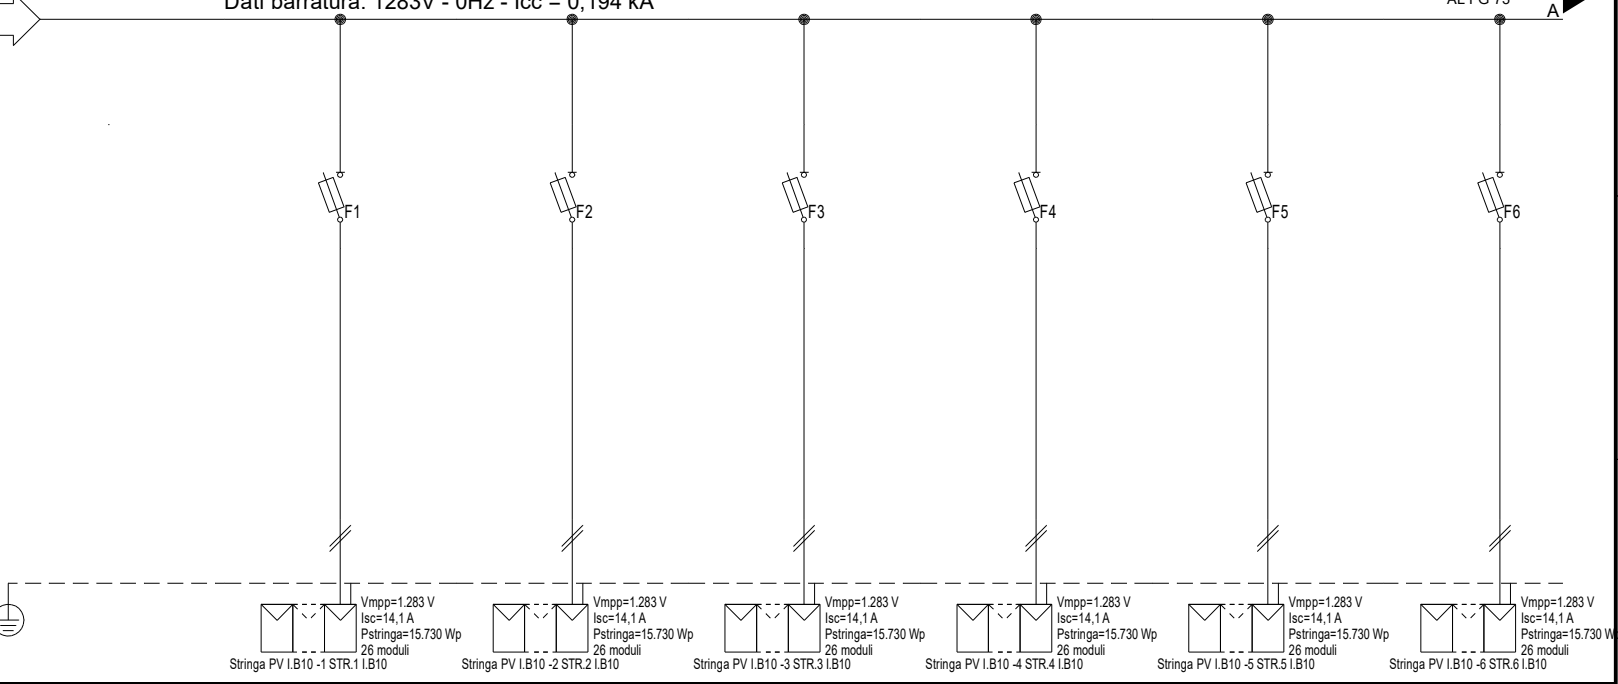 Dati barratura: 1283V - 0Hz - Icc = 0,194 kA
A
F1
F2
F3
F4
F5
F6
Vmpp=1.283 V
Isc=14,1 A
Pstringa=15.730 Wp
26 moduli
Stringa PV I.B10 -1 STR.1 I.B10
Vmpp=1.283 V
Isc=14,1 A
Pstringa=15.730 Wp
26 moduli
Stringa PV I.B10 -2 STR.2 I.B10
Vmpp=1.283 V
Isc=14,1 A
Pstringa=15.730 Wp
26 moduli
Stringa PV I.B10 -3 STR.3 I.B10
Vmpp=1.283 V
Isc=14,1 A
Pstringa=15.730 Wp
26 moduli
Stringa PV I.B10 -4 STR.4 I.B10
Vmpp=1.283 V
Isc=14,1 A
Pstringa=15.730 Wp
26 moduli
Stringa PV I.B10 -5 STR.5 I.B10
Vmpp=1.283 V
Isc=14,1 A
Pstringa=15.730 W
26 moduli
Stringa PV I.B10 -6 STR.6 I.B10